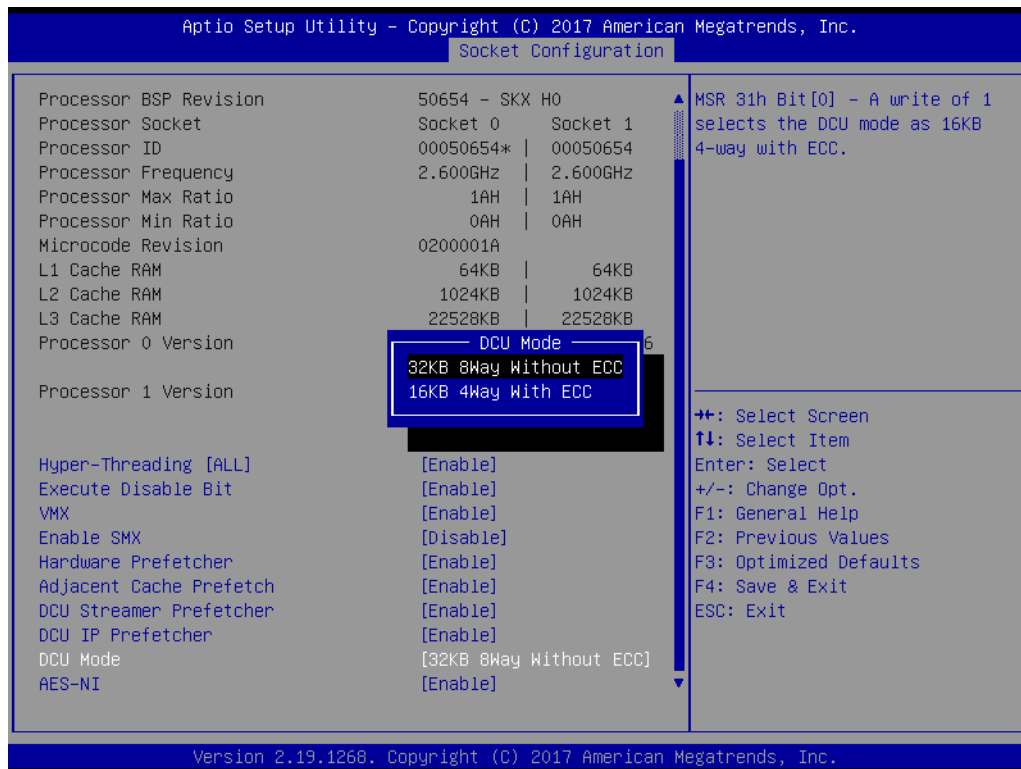 Aptio Setup Utility – Copyright (C) 2017 American Megatrends, Inc.
Socket Configuration
Processor BSP Revision 50654 – SKX H0
Processor Socket Socket 0 Socket 1
Processor ID 00050654* | 00050654
Processor Frequency 2.600GHz | 2.600GHz
Processor Max Ratio 1AH | 1AH
Processor Min Ratio 0AH | 0AH
Microcode Revision 0200001A
L1 Cache RAM 64KB | 64KB
L2 Cache RAM 1024KB | 1024KB
L3 Cache RAM 22528KB | 22528KB
Processor 0 Version 6
Processor 1 Version
DCU Mode
32KB 8Way Without ECC
16KB 4Way With ECC
Hyper-Threading [ALL] [Enable]
Execute Disable Bit [Enable]
VMX [Enable]
Enable SMX [Disable]
Hardware Prefetcher [Enable]
Adjacent Cache Prefetch [Enable]
DCU Streamer Prefetcher [Enable]
DCU IP Prefetcher [Enable]
DCU Mode [32KB 8Way Without ECC]
AES-NI [Enable]
MSR 31h Bit[0] – A write of 1
selects the DCU mode as 16KB
4-way with ECC.
→←: Select Screen
↑↓: Select Item
Enter: Select
+/-: Change Opt.
F1: General Help
F2: Previous Values
F3: Optimized Defaults
F4: Save & Exit
ESC: Exit
Version 2.19.1268. Copyright (C) 2017 American Megatrends, Inc.